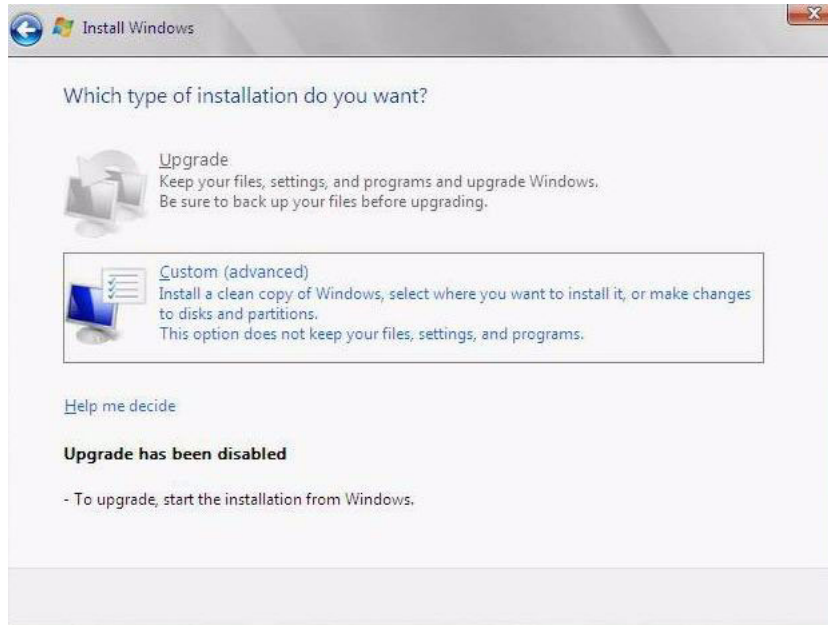 Install Windows
Which type of installation do you want?
Upgrade
Keep your files, settings, and programs and upgrade Windows.
Be sure to back up your files before upgrading.
Custom (advanced)
Install a clean copy of Windows, select where you want to install it, or make changes
to disks and partitions.
This option does not keep your files, settings, and programs.
Help me decide
Upgrade has been disabled
- To upgrade, start the installation from Windows.